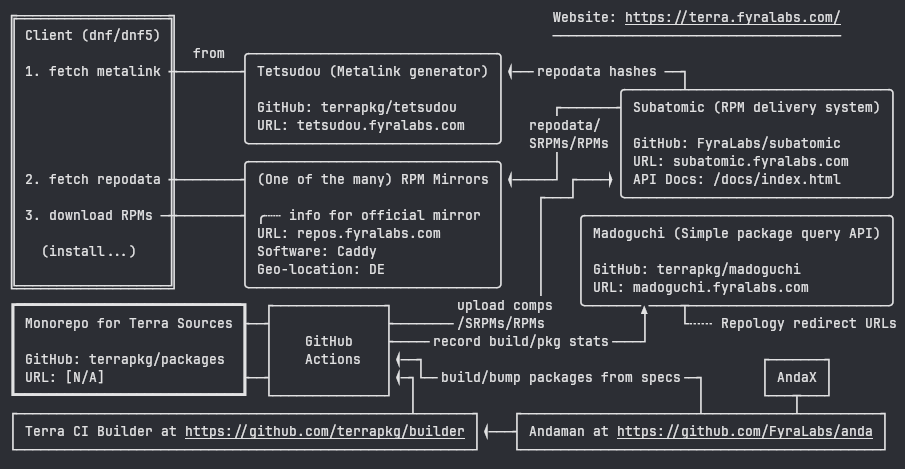 Website: https://terra.fyralabs.com/
Client (dnf/dnf5)
from
1. fetch metalink
Tetsudou (Metalink generator)
GitHub: terrapkg/tetsudou
URL: tetsudou.fyralabs.com
repodata hashes
Subatomic (RPM delivery system)
GitHub: FyraLabs/subatomic
URL: subatomic.fyralabs.com
API Docs: /docs/index.html
repodata/
SRPMs/RPMs
2. fetch repodata
(One of the many) RPM Mirrors
3. download RPMs
info for official mirror
URL: repos.fyralabs.com
Software: Caddy
Geo-location: DE
(install...)
Madoguchi (Simple package query API)
GitHub: terrapkg/madoguchi
URL: madoguchi.fyralabs.com
Repology redirect URLs
Monorepo for Terra Sources
GitHub: terrapkg/packages
URL: [N/A]
GitHub
Actions
upload comps
/SRPMs/RPMs
record build/pkg stats
build/bump packages from specs
AndaX
Terra CI Builder at https://github.com/terrapkg/builder
Andaman at https://github.com/FyraLabs/anda